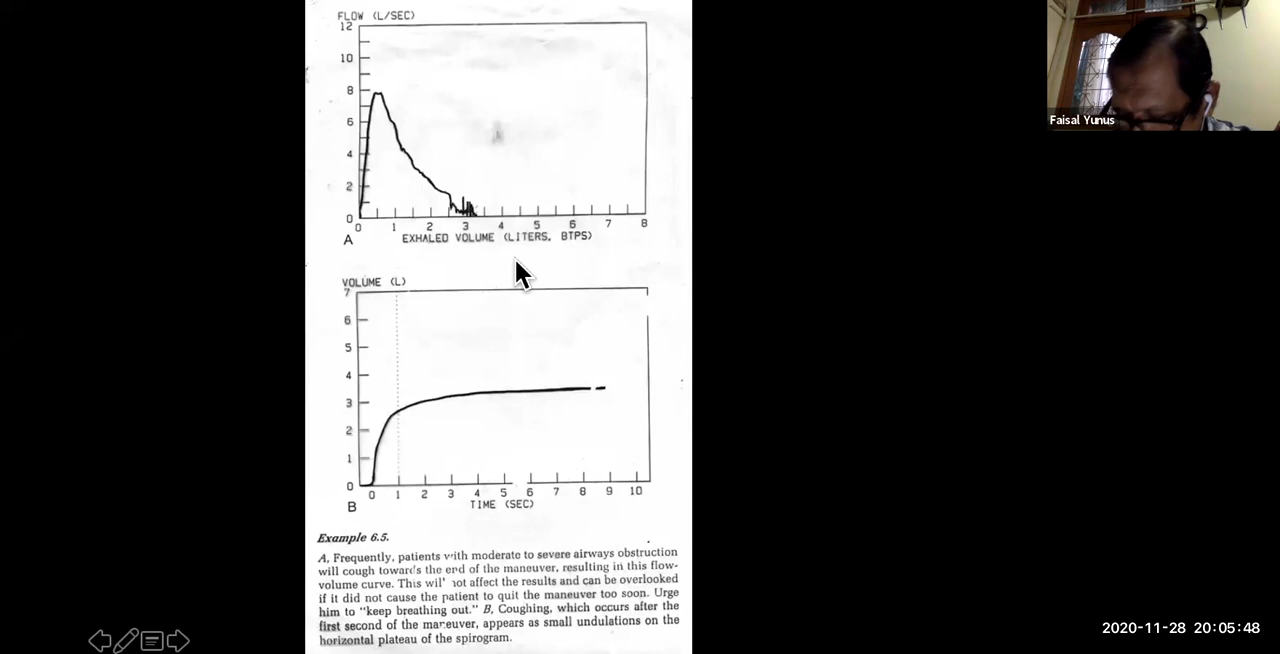 FLOW (L/SEC)
12
10
8
6
4
2
0
0 1 2 3 4 5 6 7 8
A EXHALED VOLUME (LITERS, BTPS)
VOLUME (L)
7
6
5
4
3
2
1
0
0 1 2 3 4 5 6 7 8 9 10
B TIME (SEC)
Example 6.5.
A, Frequently, patients with moderate to severe airways obstruction
will cough towards the end of the maneuver, resulting in this flow-
volume curve. This wil' not affect the results and can be overlooked
if it did not cause the patient to quit the maneuver too soon. Urge
him to "keep breathing out." B, Coughing, which occurs after the
first second of the maneuver, appears as small undulations on the
horizontal plateau of the spirogram.
Faisal Yunus
2020-11-28 20:05:48